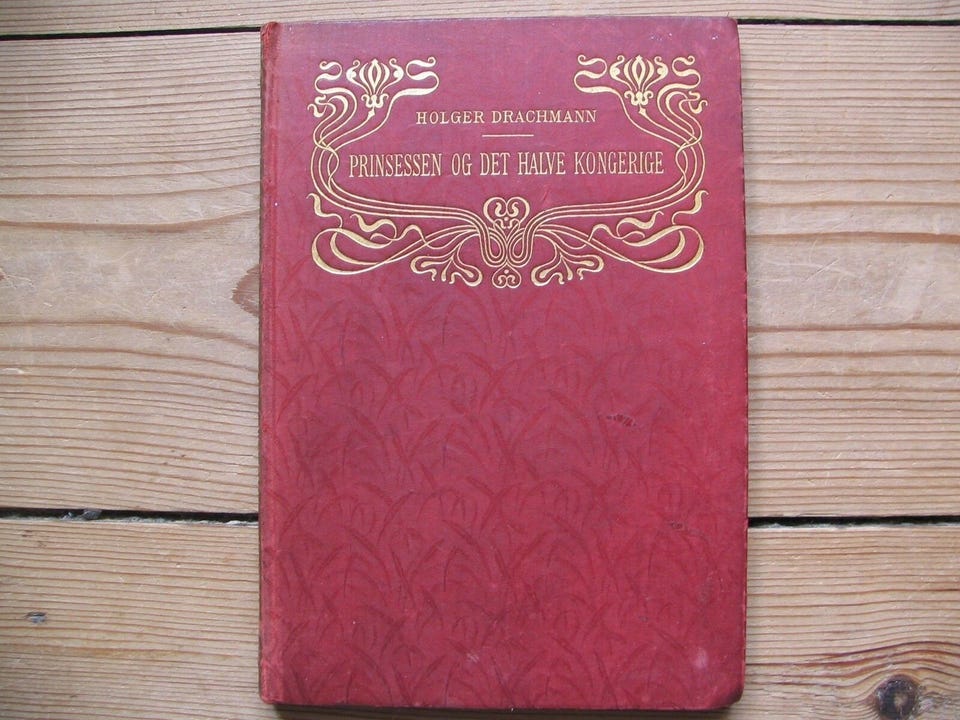 HOLGER DRACHMANN
PRINSESSEN OG DET HALVE KONGERIGE